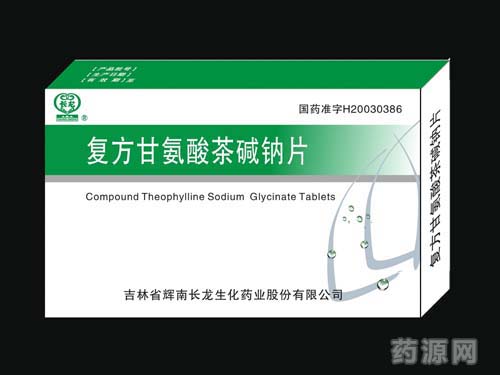 【产品批号】
【生产日期】
【有效期】至
长龙
®
国药准字H20030386
复方甘氨酸茶碱钠片
Compound Theophylline Sodium Glycinate Tablets
吉林省辉南长龙生化药业股份有限公司
复方甘氨酸茶碱钠片
药源网